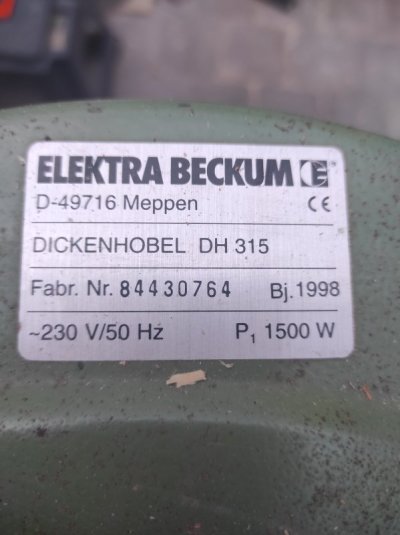 ELEKTRA BECKUM E
D-49716 Meppen CE
DICKENHOBEL DH 315
Fabr. Nr. 84430764 Bj. 1998
~230 V/50 Hz P₁ 1500 W